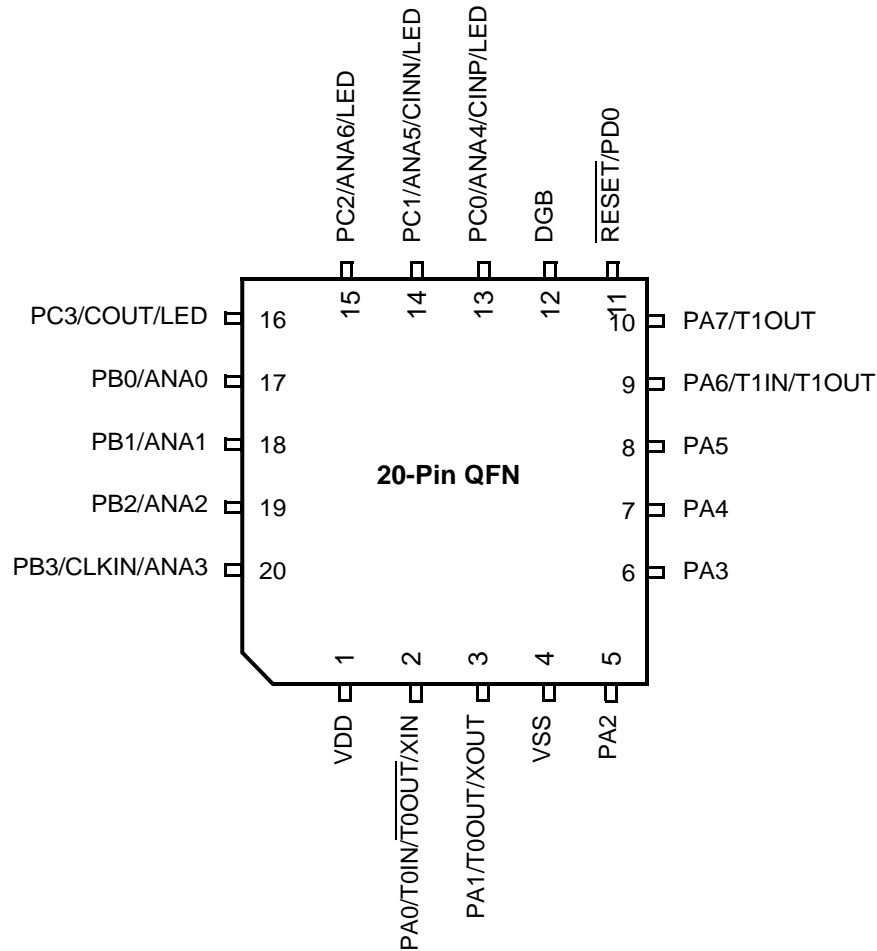 PC2/ANA6/LED
PC1/ANA5/CINN/LED
PC0/ANA4/CINP/LED
DGB
RESET/PD0
15
14
13
12
11
PC3/COUT/LED
16
10
PA7/T1OUT
PB0/ANA0
17
9
PA6/T1IN/T1OUT
PB1/ANA1
18
8
PA5
20-Pin QFN
PB2/ANA2
19
7
PA4
PB3/CLKIN/ANA3
20
6
PA3
1
2
3
4
5
VDD
PA0/T0IN/T0OUT/XIN
PA1/T0OUT/XOUT
VSS
PA2